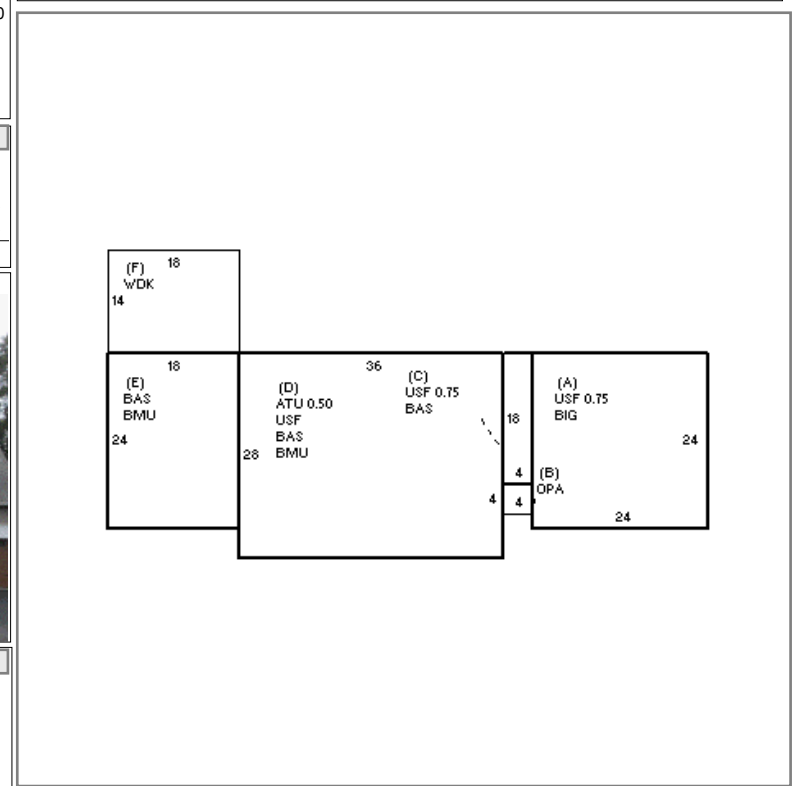 (F)
WDK
18
14
18
(E)
BAS
BMU
24
36
(D)
ATU 0.50
USF
BAS
BMU
28
(C)
USF 0.75
BAS
18
4
(B)
OPA
4
4
(A)
USF 0.75
BIG
24
24